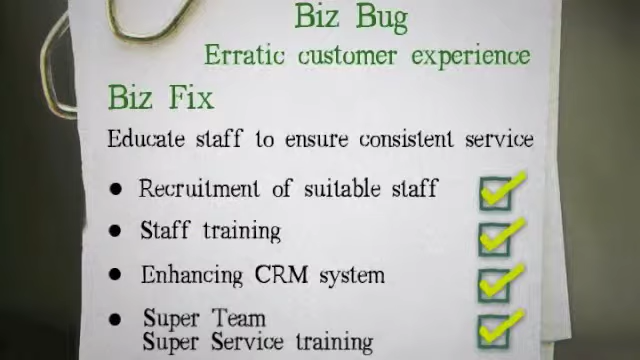 Biz Bug
Erratic customer experience
Biz Fix
Educate staff to ensure consistent service
● Recruitment of suitable staff
● Staff training
● Enhancing CRM system
● Super Team
Super Service training